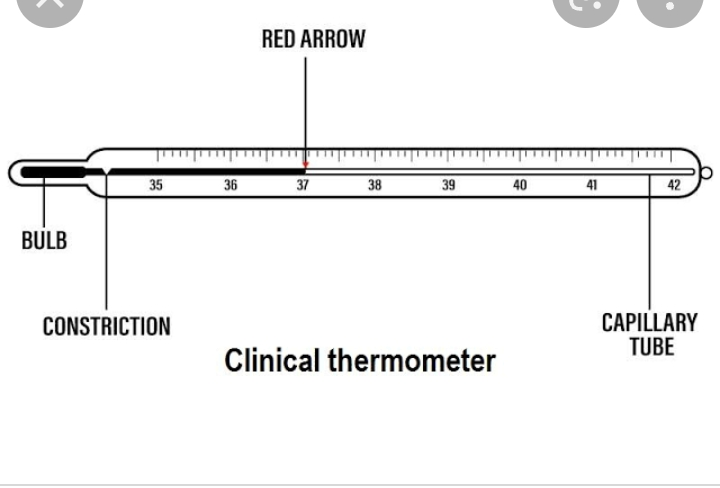 RED ARROW
35 36 37 38 39 40 41 42
BULB
CONSTRICTION
CAPILLARY
TUBE
Clinical thermometer